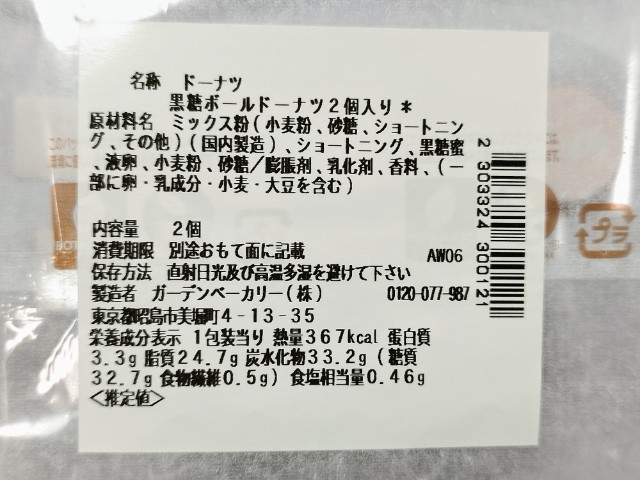 名称 ドーナツ
黒糖ボールドーナツ2個入り*
原材料名 ミックス粉(小麦粉、砂糖、ショートニン
グ、その他)(国内製造)、ショートニング、黒糖蜜
、液卵、小麦粉、砂糖/膨脹剤、乳化剤、香料、(一
部に卵・乳成分・小麦・大豆を含む)
内容量 2個
消費期限 別途おもて面に記載 AW06
保存方法 直射日光及び高温多湿を避けて下さい
製造者 ガーデンベーカリー(株) 0120-077-987
東京都昭島市美堀町4-13-35
栄養成分表示 1包装当り 熱量367kcal 蛋白質
3.3g 脂質24.7g 炭水化物33.2g(糖質
32.7g 食物繊維0.5g) 食塩相当量0.46g
<推定値>
2 303324 300121
プラ